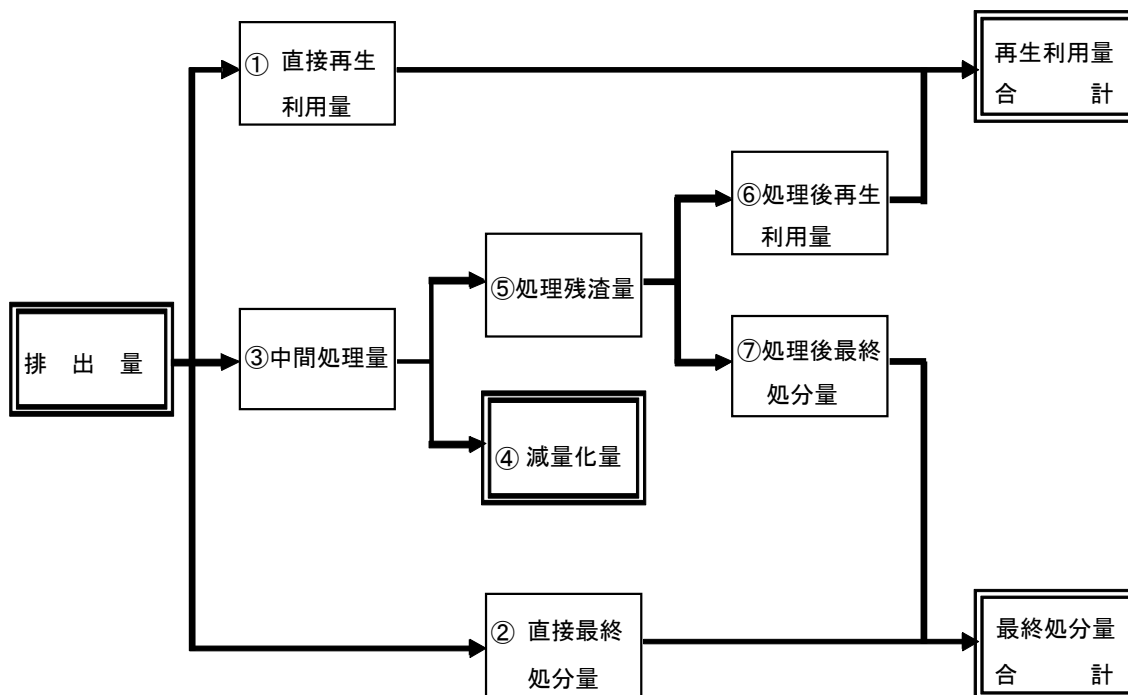 ① 直接再生
利用量
再生利用量
合　　　計
⑥処理後再生
利用量
⑤処理残渣量
排　出　量
③中間処理量
⑦処理後最終
処分量
④ 減量化量
② 直接最終
処分量
最終処分量
合　　　計